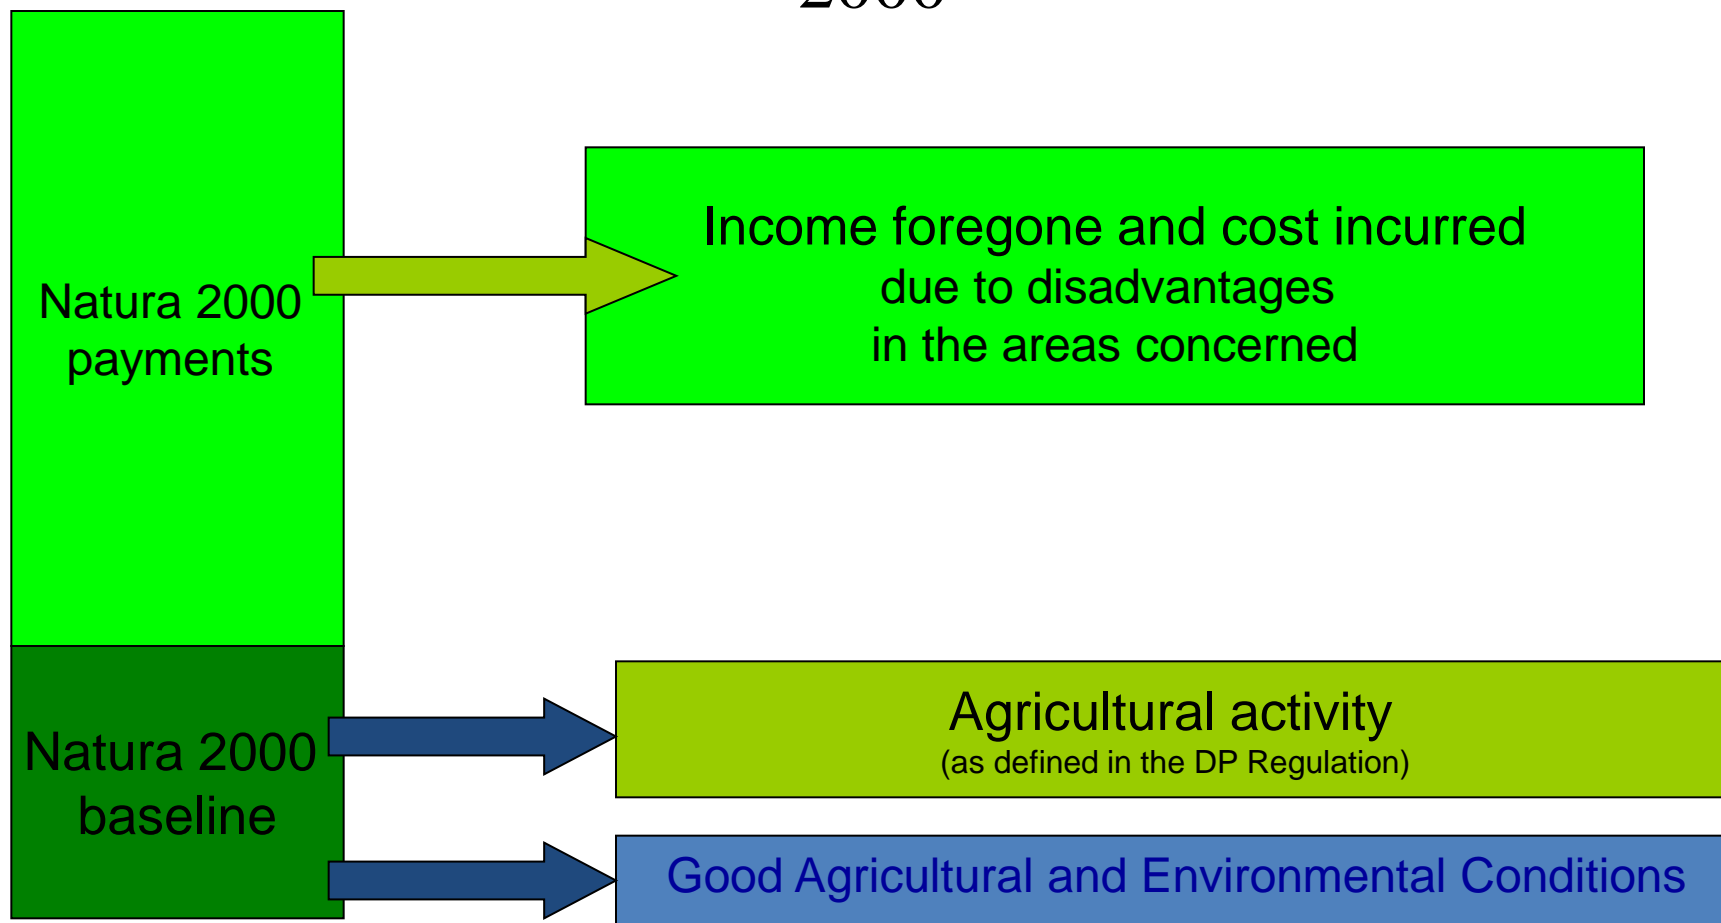 2000
Natura 2000
payments
Income foregone and cost incurred
due to disadvantages
in the areas concerned
Natura 2000
baseline
Agricultural activity
(as defined in the DP Regulation)
Good Agricultural and Environmental Conditions